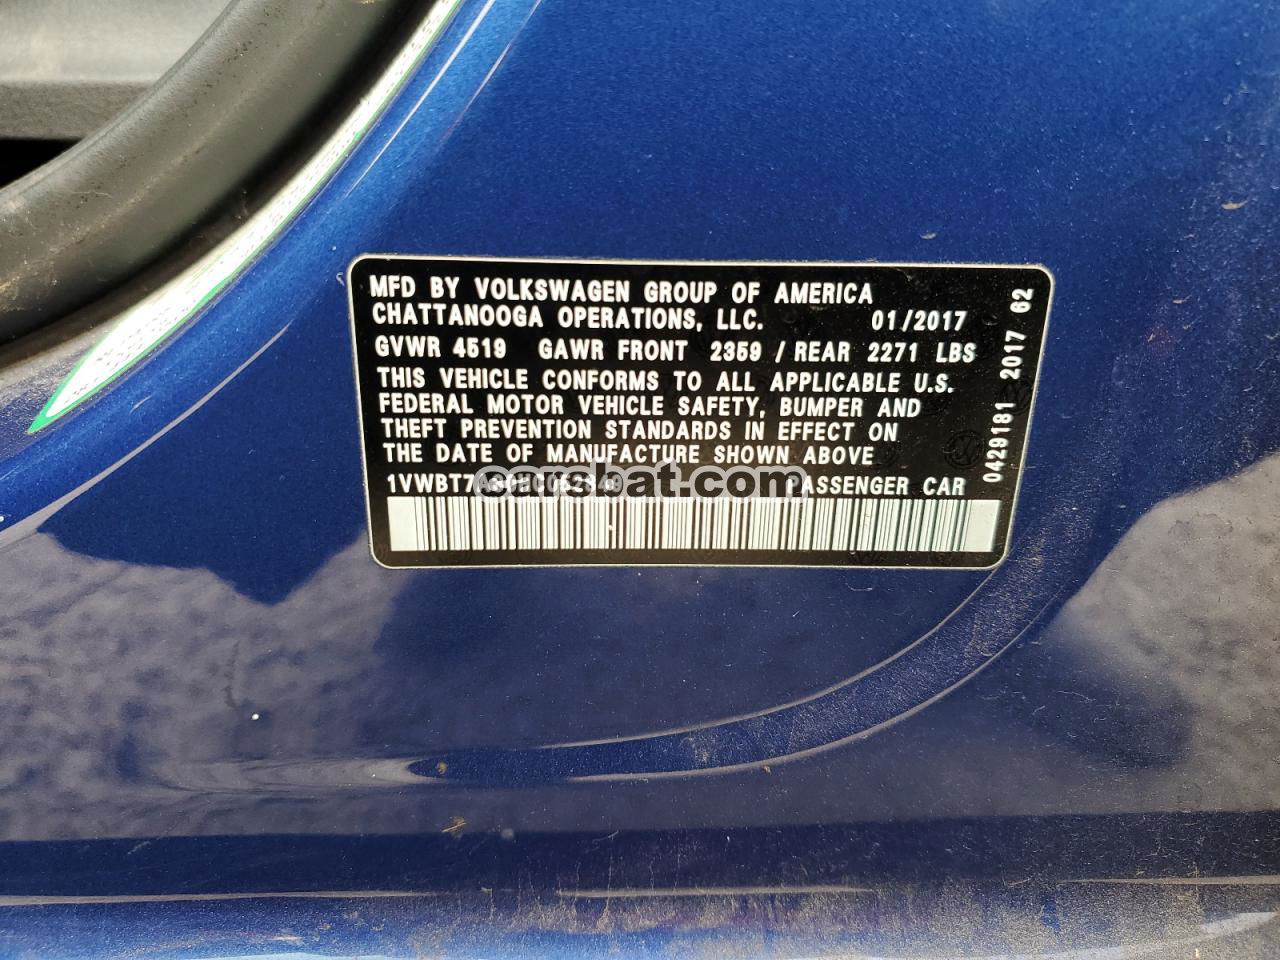 MFD BY VOLKSWAGEN GROUP OF AMERICA
CHATTANOOGA OPERATIONS, LLC. 01/2017
GVWR 4519 GAWR FRONT 2359 / REAR 2271 LBS
THIS VEHICLE CONFORMS TO ALL APPLICABLE U.S.
FEDERAL MOTOR VEHICLE SAFETY, BUMPER AND
THEFT PREVENTION STANDARDS IN EFFECT ON
THE DATE OF MANUFACTURE SHOWN ABOVE
PASSENGER CAR
0429181 2017 62
carsbat.com